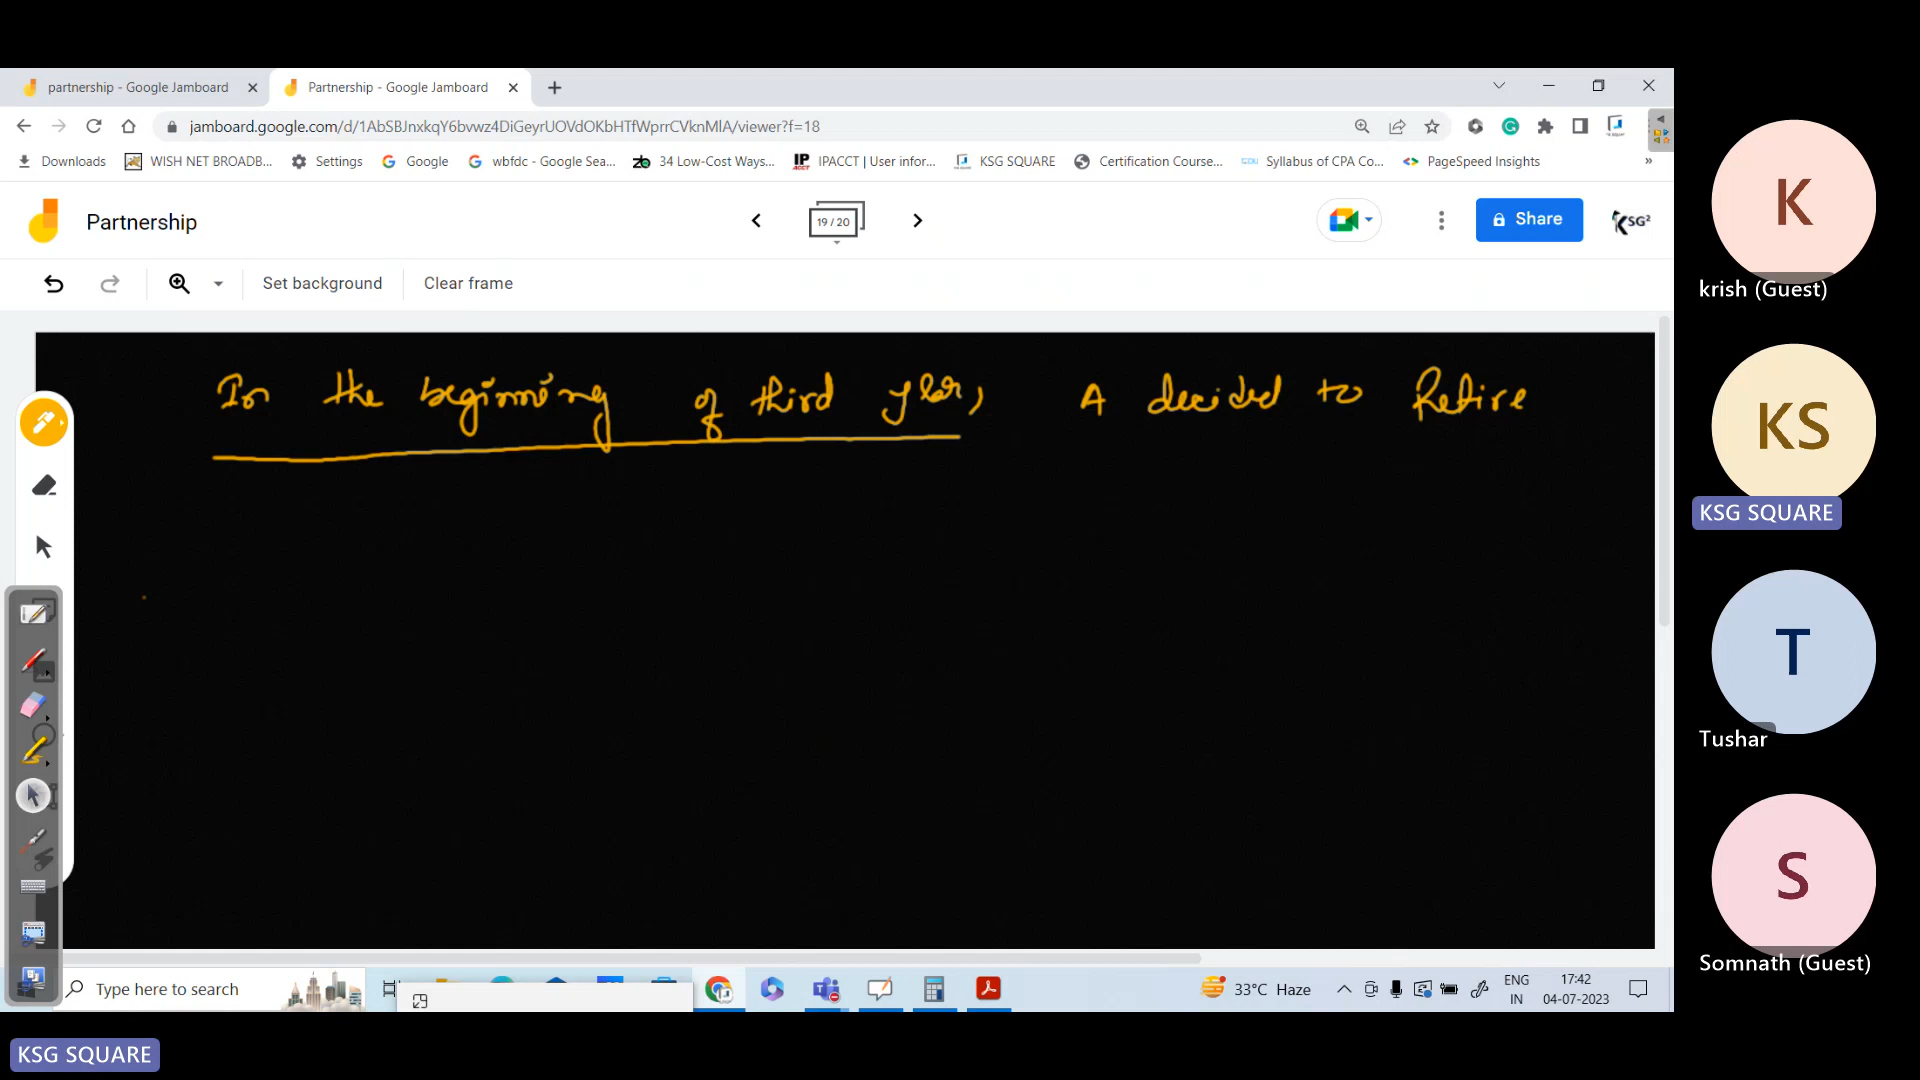 partnership - Google Jamboard
Partnership - Google Jamboard
jamboard.google.com/d/1AbSBJnxkqY6bvwz4DiGeyrUOVdOKbHTfWprrCVknMlA/viewer?f=18
Downloads
WISH NET BROADB...
Settings
Google
wbfdc - Google Sea...
34 Low-Cost Ways...
IPACCT | User infor...
KSG SQUARE
Certification Course...
Syllabus of CPA Co...
PageSpeed Insights
»
Partnership
19 / 20
Share
KSG²
Set background
Clear frame
In the beginning of third year, A decided to Retire
K
krish (Guest)
KS
KSG SQUARE
T
Tushar
S
Somnath (Guest)
Type here to search
33°C Haze
ENG
IN
17:42
04-07-2023
KSG SQUARE